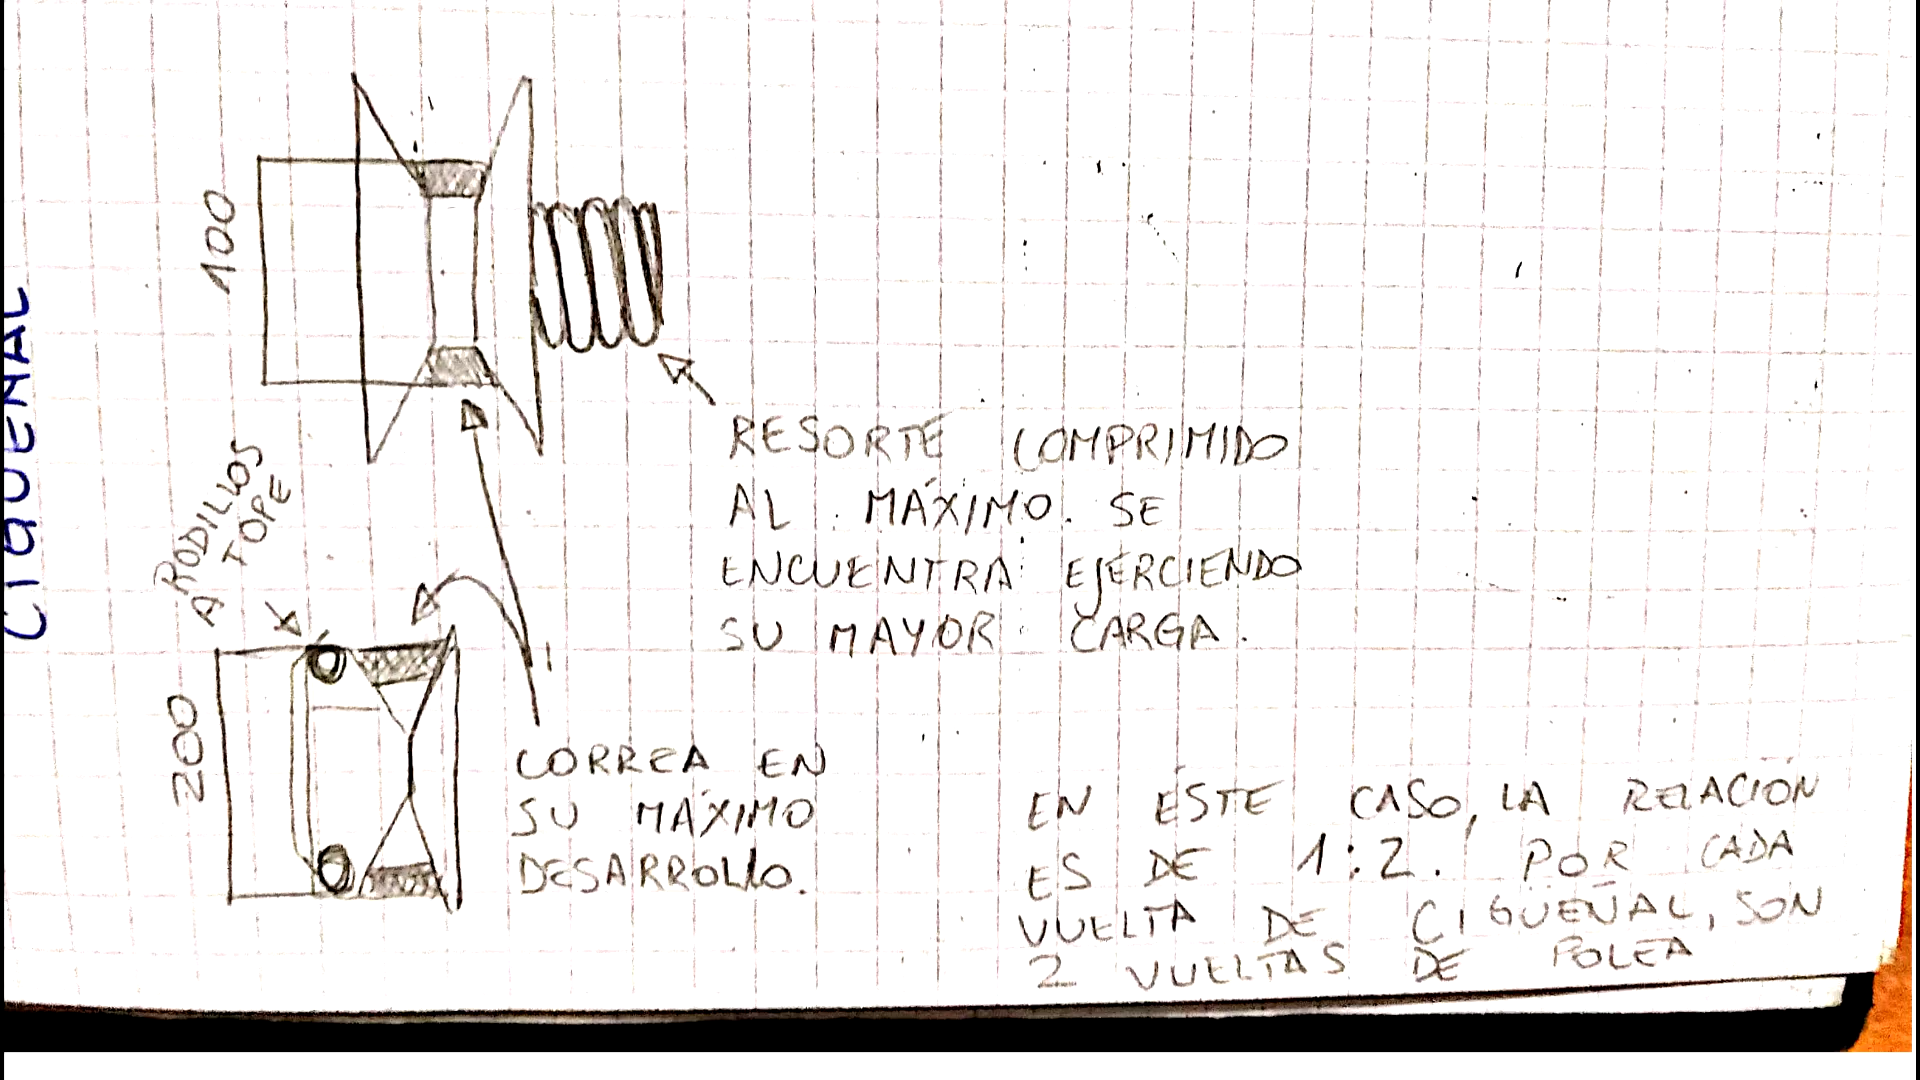 CIGUEÑAL
100
RESORTE COMPRIMIDO
AL MÁXIMO. SE
ENCUENTRA EJERCIENDO
SU MAYOR CARGA.
RODILLOS
A TOPE
200
CORREA EN
SU MÁXIMO
DESARROLLO.
EN ESTE CASO, LA RELACIÓN
ES DE 1:2. POR CADA
VUELTA DE CIGÜEÑAL, SON
2 VUELTAS DE POLEA